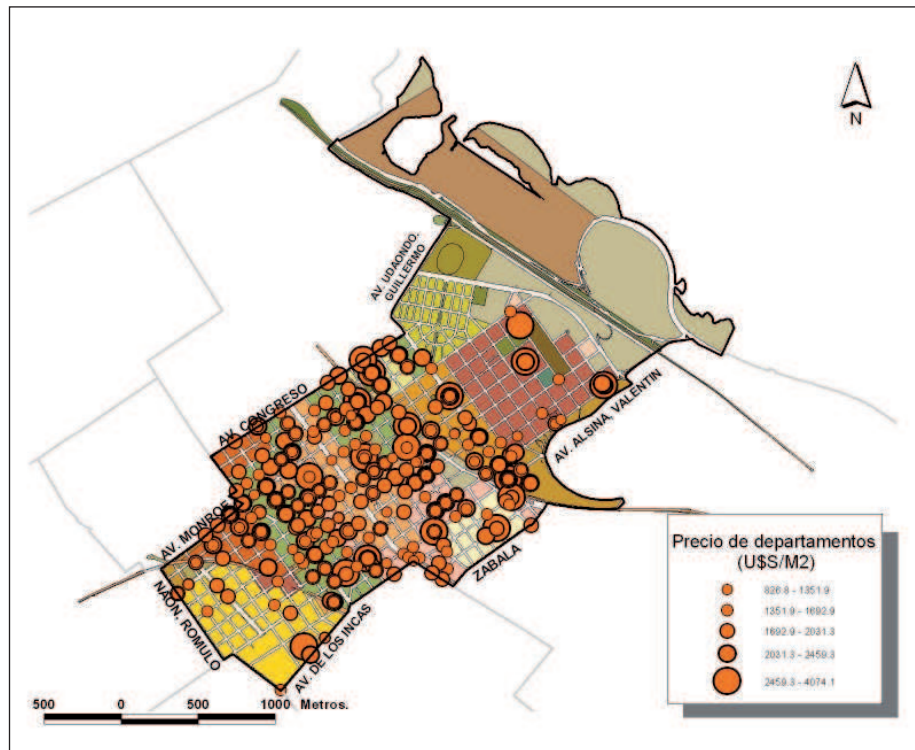 N
AV. UDAONDO.
GUILLERMO
AV. CONGRESO
AV. ALSINA, VALENTIN
AV. MONROE
ZABALA
NAON. ROMULO
AV. DE LOS INCAS
Precio de departamentos
(U$S/M2)
826.8 - 1351.9
1351.9 - 1692.9
1692.9 - 2031.3
2031.3 - 2459.3
2459.3 - 4074.1
500 0 500 1000 Metros.